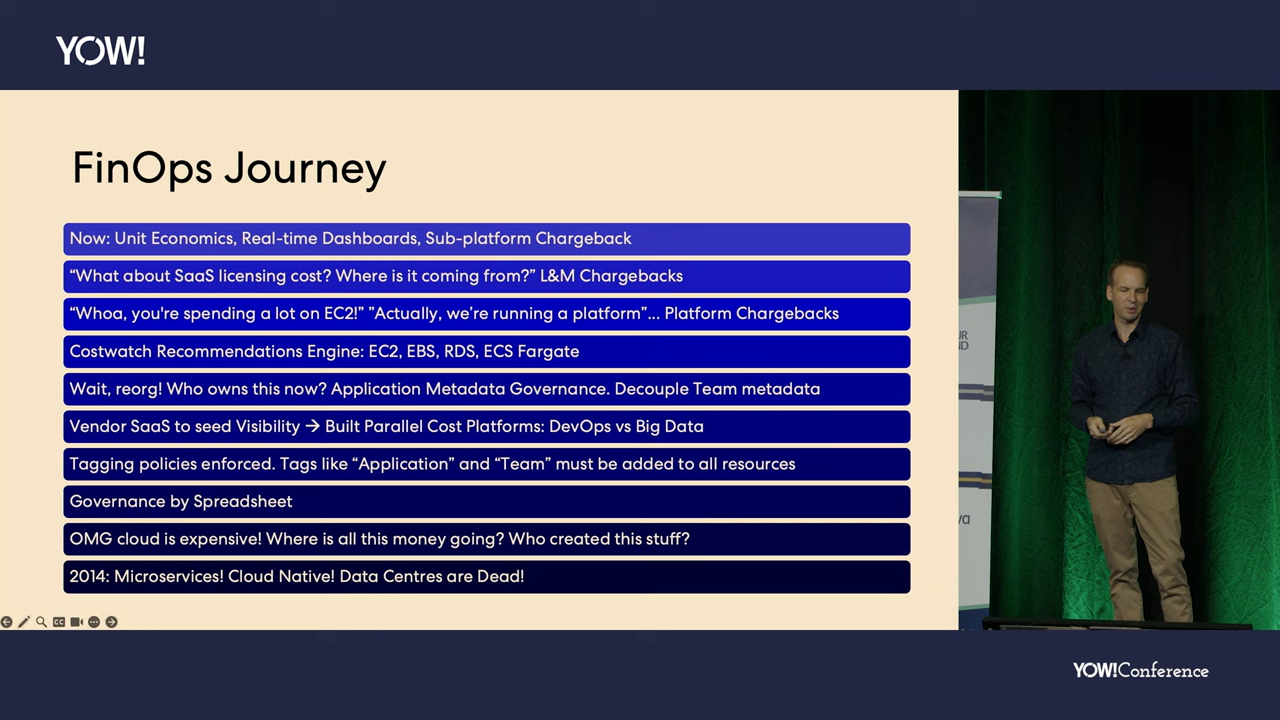 YOW!
FinOps Journey
Now: Unit Economics, Real-time Dashboards, Sub-platform Chargeback
“What about SaaS licensing cost? Where is it coming from?” L&M Chargebacks
“Whoa, you're spending a lot on EC2!” ”Actually, we’re running a platform”... Platform Chargebacks
Costwatch Recommendations Engine: EC2, EBS, RDS, ECS Fargate
Wait, reorg! Who owns this now? Application Metadata Governance. Decouple Team metadata
Vendor SaaS to seed Visibility → Built Parallel Cost Platforms: DevOps vs Big Data
Tagging policies enforced. Tags like “Application” and “Team” must be added to all resources
Governance by Spreadsheet
OMG cloud is expensive! Where is all this money going? Who created this stuff?
2014: Microservices! Cloud Native! Data Centres are Dead!
CC
YOW!Conference